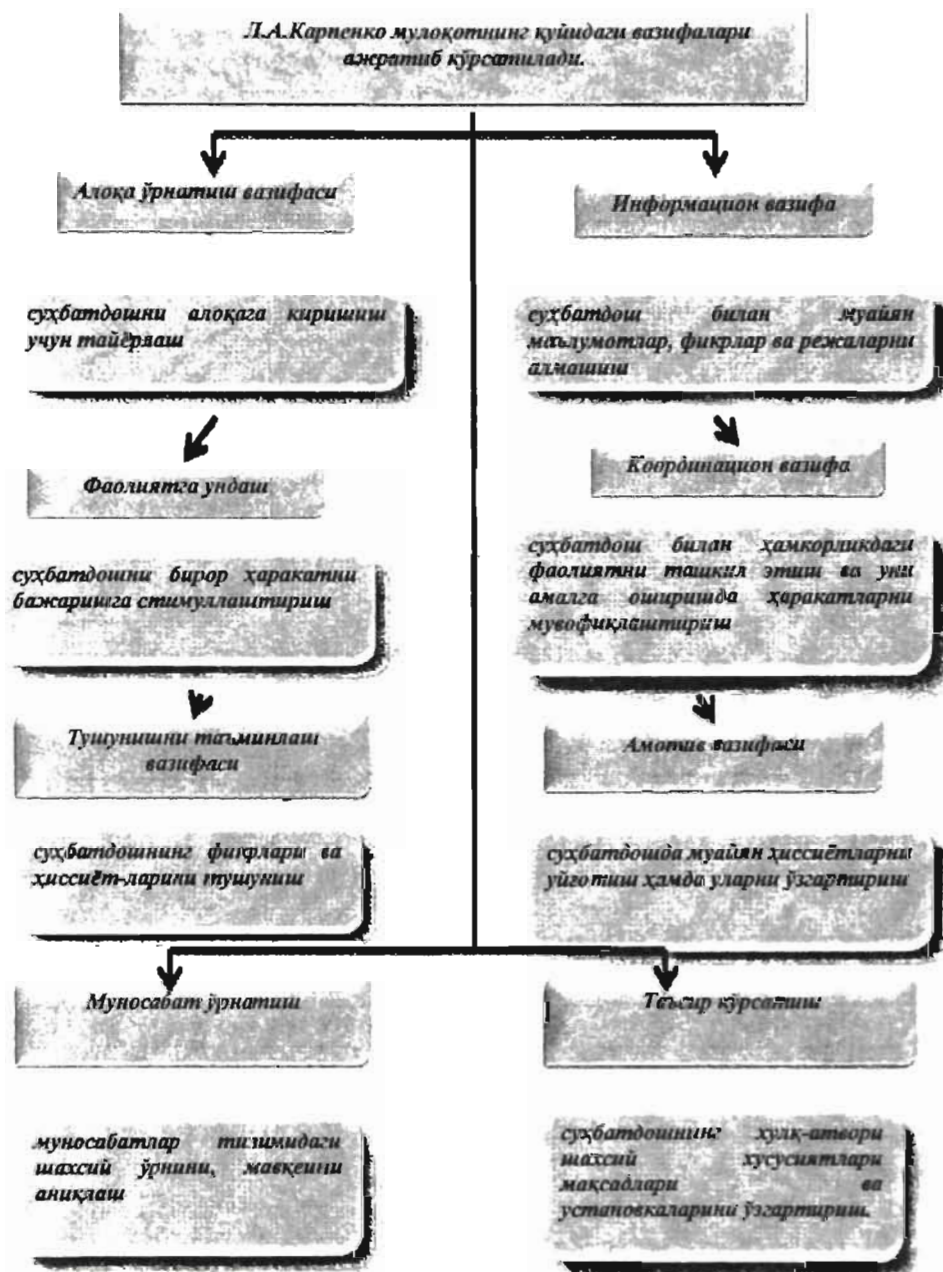 Л.А.Карпенко мулоқотнинг қуйидаги вазифалари
ажратиб кўрсатилади.
Алоқа ўрнатиш вазифаси
Информацион вазифа
суҳбатдошни алоқага киришиш
учун тайёрлаш
суҳбатдош билан муайян
маълумотлар, фикрлар ва режаларни
алмашиш
Фаолиятга ундаш
Координацион вазифа
суҳбатдошни бирор ҳаракатни
бажаришга стимуллаштириш
суҳбатдош билан ҳамкорликдаги
фаолиятни ташкил этиш ва уни
амалга оширишда ҳаракатларни
мувофиқлаштириш
Тушунишни таъминлаш
вазифаси
Амотив вазифаси
суҳбатдошнинг фикрлари ва
ҳиссиёт-ларини тушуниш
суҳбатдошда муайян ҳиссиётларни
уйғотиш ҳамда уларни ўзгартириш
Муносабат ўрнатиш
Таъсир кўрсатиш
муносабатлар тизимидаги
шахсий ўрнини, мавқеини
аниқлаш
суҳбатдошнинг хулқ-атвори
шахсий хусусиятлари
мақсадлари ва
установкаларини ўзгартириш.